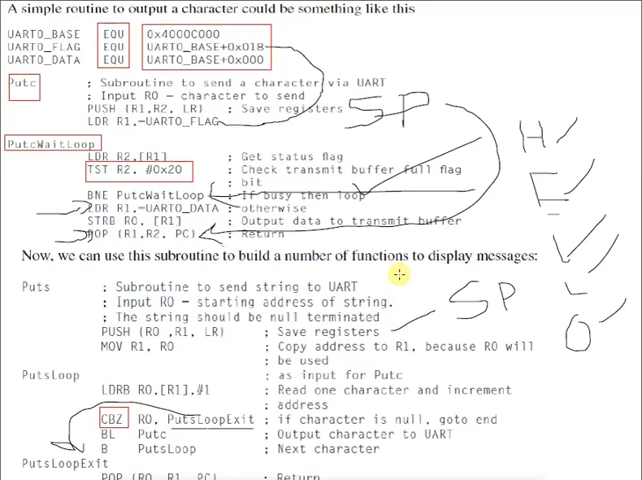 A simple routine to output a character could be something like this
UART0_BASE EQU 0x4000C000
UART0_FLAG EQU UART0_BASE+0x018
UART0_DATA EQU UART0_BASE+0x000
Putc ; Subroutine to send a character via UART
; Input R0 - character to send
PUSH {R1,R2, LR} ; Save registers
LDR R1,=UART0_FLAG
SP
PutcWaitLoop
LDR R2,[R1] ; Get status flag
TST R2, #0x20 ; Check transmit buffer full flag
; bit
BNE PutcWaitLoop ; If busy then loop
LDR R1,=UART0_DATA ; otherwise
STRB R0, [R1] ; Output data to transmit buffer
POP {R1,R2, PC} ; Return
H
E
L
L
O
Now, we can use this subroutine to build a number of functions to display messages:
Puts ; Subroutine to send string to UART
; Input R0 - starting address of string.
; The string should be null terminated
PUSH {R0 ,R1, LR} ; Save registers
SP
MOV R1, R0 ; Copy address to R1, because R0 will
; be used
PutsLoop ; as input for Putc
LDRB R0,[R1],#1 ; Read one character and increment
; address
CBZ R0, PutsLoopExit ; if character is null, goto end
BL Putc ; Output character to UART
B PutsLoop ; Next character
PutsLoopExit
POP {R0, R1, PC} ; Return